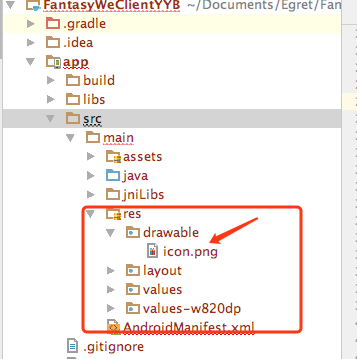 FantasyWeClientYYB ~/Documents/Egret/Fan
.gradle
.idea
app
build
libs
src
main
assets
java
jniLibs
res
drawable
icon.png
layout
values
values-w820dp
AndroidManifest.xml
.gitignore